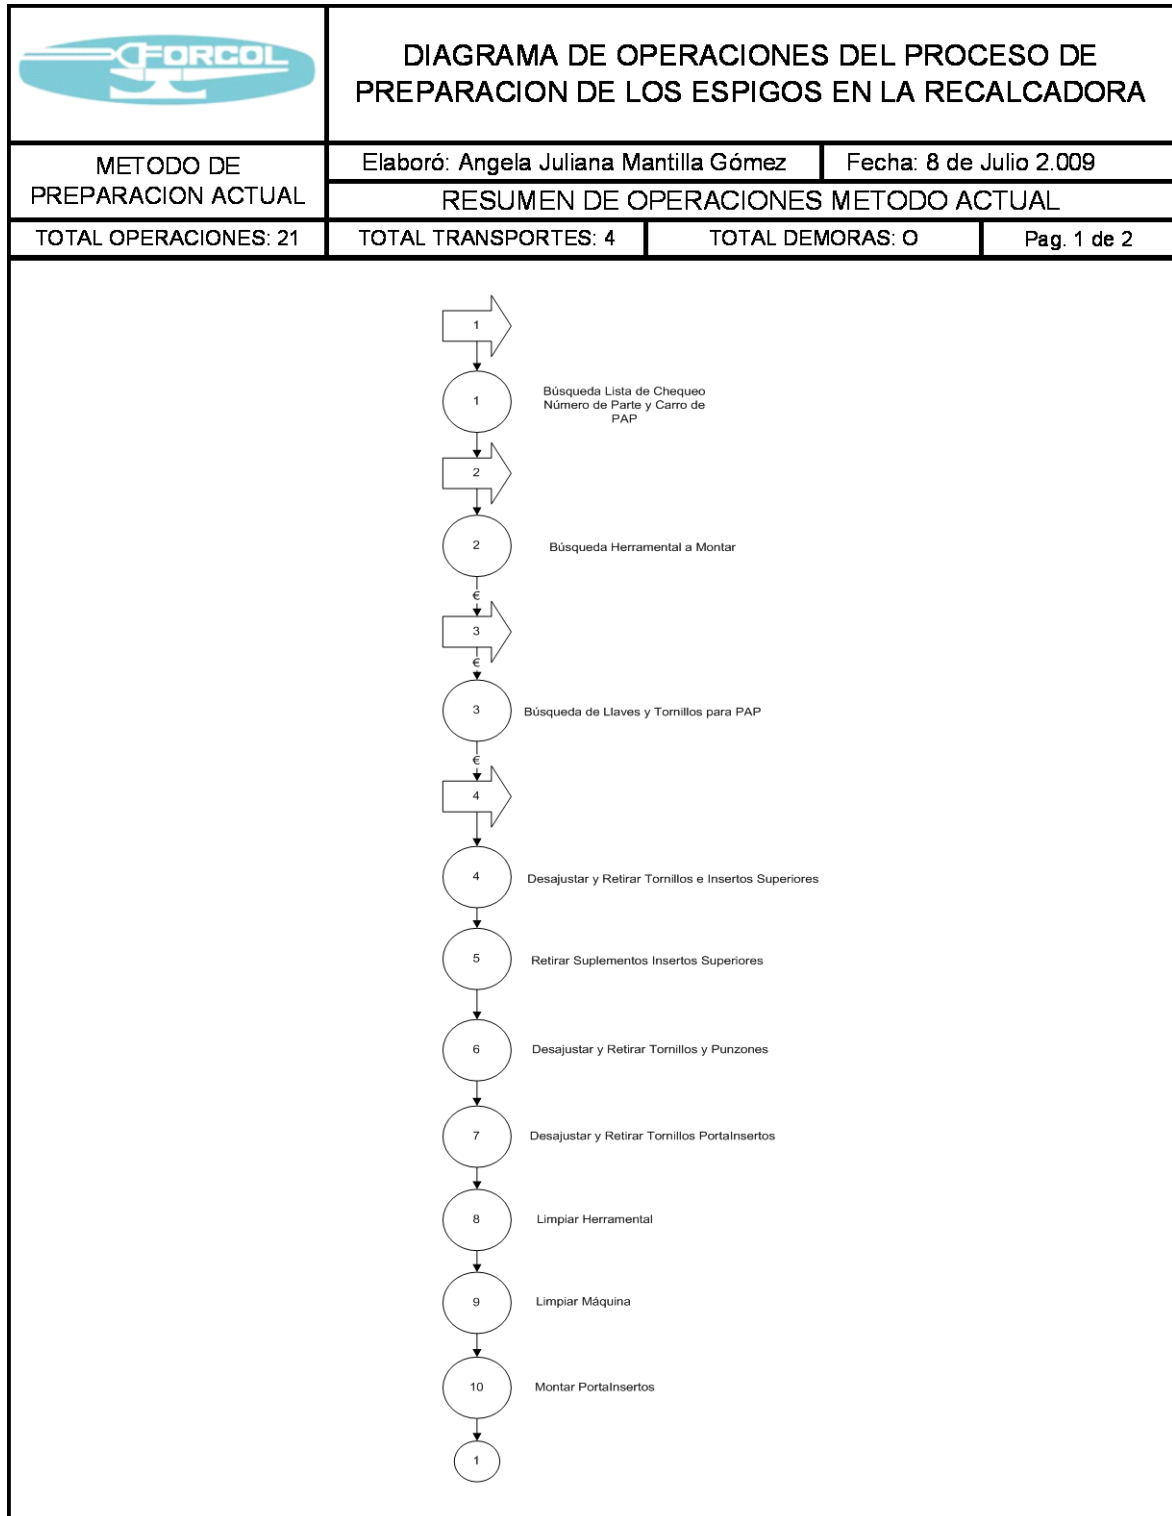 FORCOL
DIAGRAMA DE OPERACIONES DEL PROCESO DE
PREPARACION DE LOS ESPIGOS EN LA RECALCADORA
METODO DE
PREPARACION ACTUAL
Elaboró: Angela Juliana Mantilla Gómez
Fecha: 8 de Julio 2.009
RESUMEN DE OPERACIONES METODO ACTUAL
TOTAL OPERACIONES: 21
TOTAL TRANSPORTES: 4
TOTAL DEMORAS: O
Pag. 1 de 2
1
1
Búsqueda Lista de Chequeo
Número de Parte y Carro de
PAP
2
2
Búsqueda Herramental a Montar
€
3
€
3
Búsqueda de Llaves y Tornillos para PAP
€
4
4
Desajustar y Retirar Tornillos e Insertos Superiores
5
Retirar Suplementos Insertos Superiores
6
Desajustar y Retirar Tornillos y Punzones
7
Desajustar y Retirar Tornillos PortaInsertos
8
Limpiar Herramental
9
Limpiar Máquina
10
Montar PortaInsertos
1